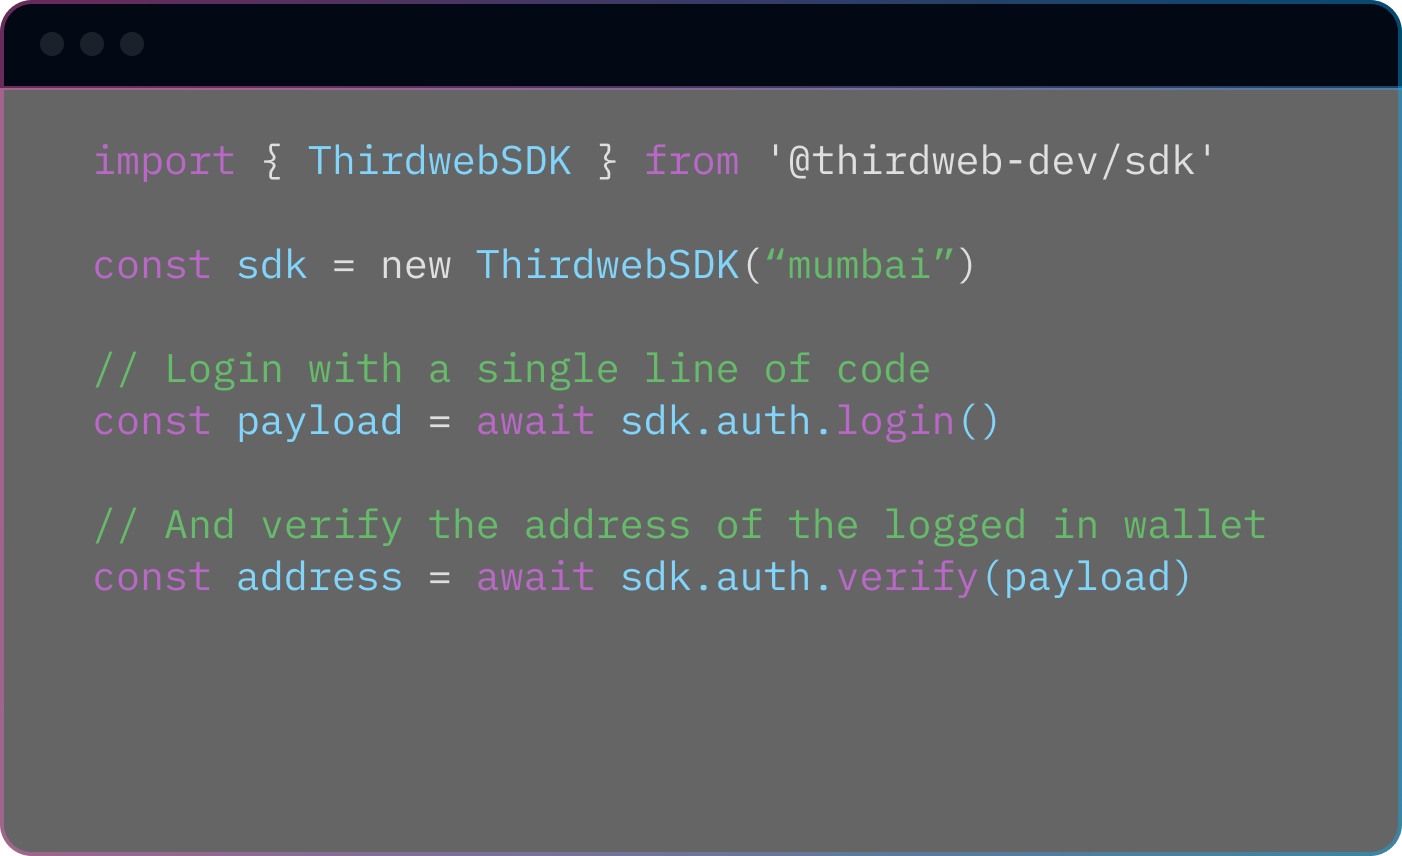 import { ThirdwebSDK } from '@thirdweb-dev/sdk'
const sdk = new ThirdwebSDK(“mumbai”)
// Login with a single line of code
const payload = await sdk.auth.login()
// And verify the address of the logged in wallet
const address = await sdk.auth.verify(payload)